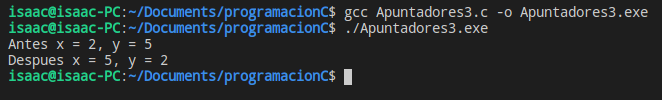 isaac@isaac-PC:~/Documents/programacionC$ gcc Apuntadores3.c -o Apuntadores3.exe
isaac@isaac-PC:~/Documents/programacionC$ ./Apuntadores3.exe
Antes x = 2, y = 5
Despues x = 5, y = 2
isaac@isaac-PC:~/Documents/programacionC$